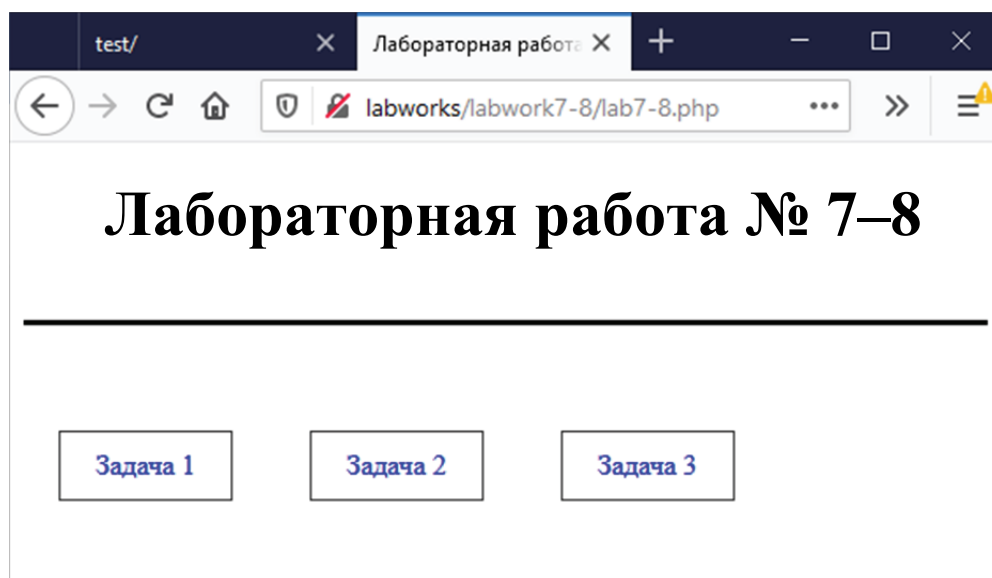 test/
Лабораторная работа
labworks/labwork7-8/lab7-8.php
Лабораторная работа № 7–8
Задача 1
Задача 2
Задача 3